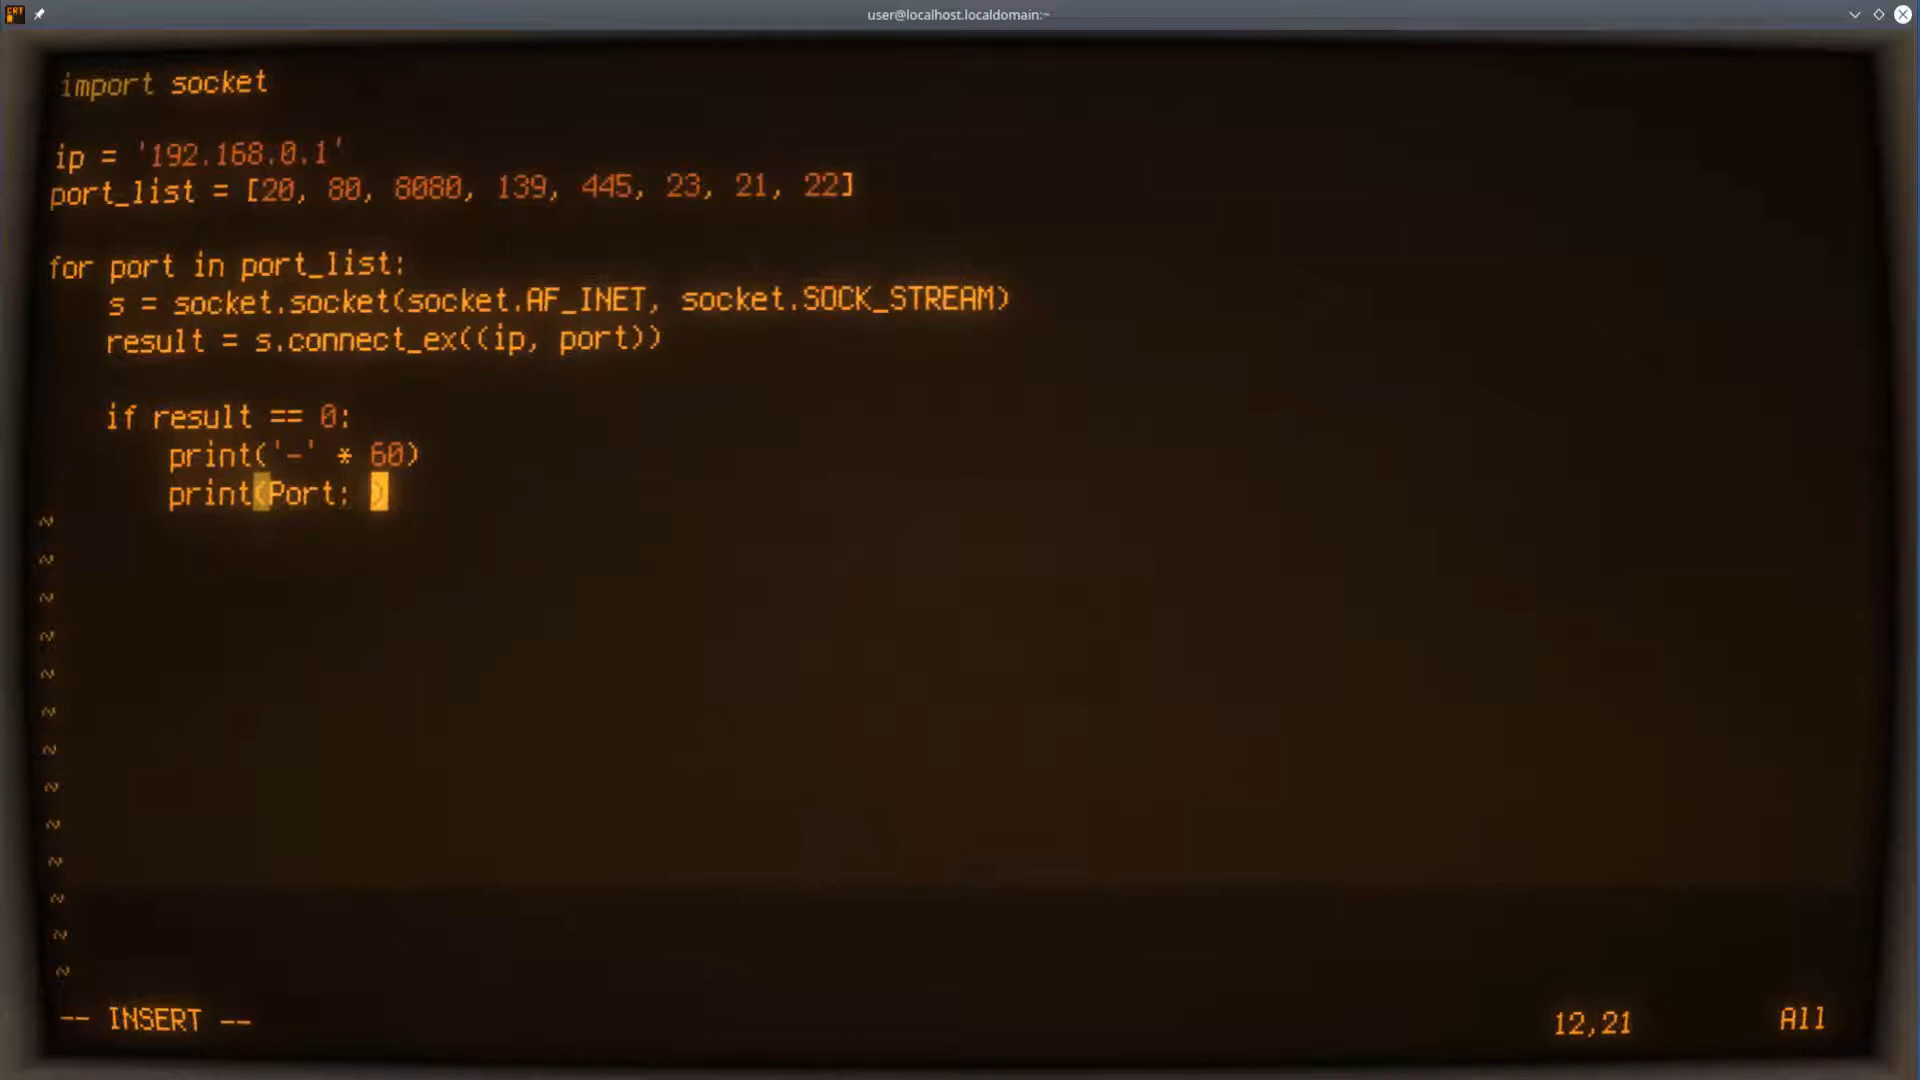 CRT
user@localhost.localdomain:~
import socket
ip = '192.168.0.1'
port_list = [20, 80, 8080, 139, 445, 23, 21, 22]
for port in port_list:
    s = socket.socket(socket.AF_INET, socket.SOCK_STREAM)
    result = s.connect_ex((ip, port))
    if result == 0:
        print('-' * 60)
        print(Port: )
~
~
~
~
~
~
~
~
~
~
~
~
~
-- INSERT -- 12,21 All